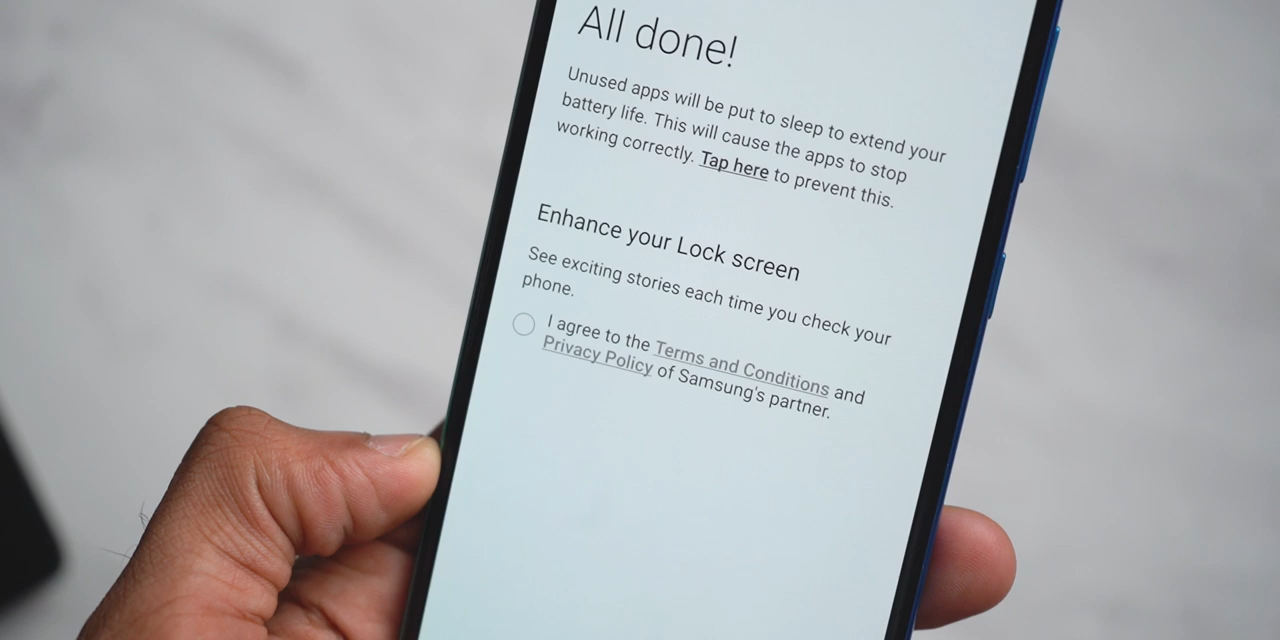 All done!
Unused apps will be put to sleep to extend your
battery life. This will cause the apps to stop
working correctly. Tap here to prevent this.
Enhance your Lock screen
See exciting stories each time you check your
phone.
I agree to the Terms and Conditions and
Privacy Policy of Samsung's partner.